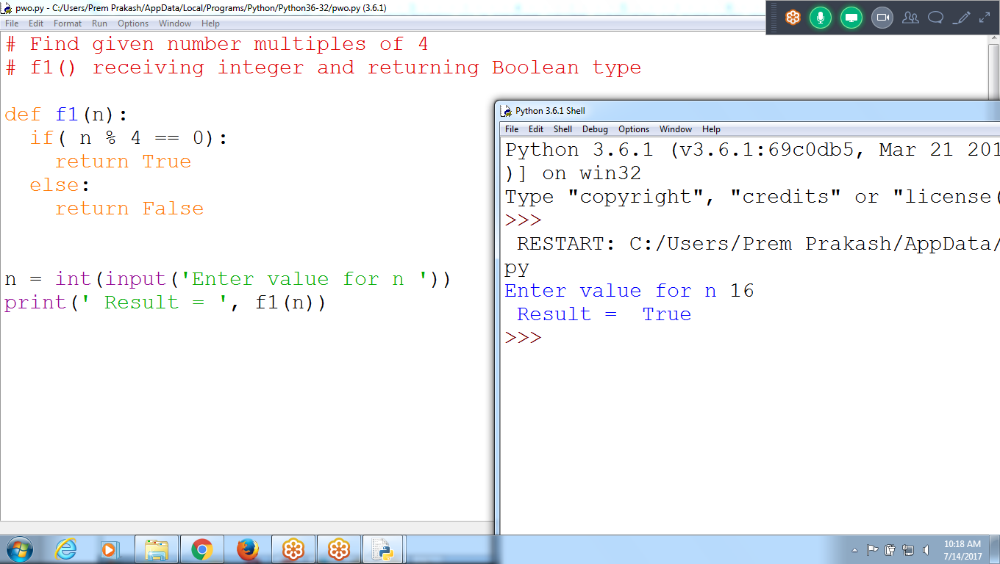 pwo.py - C:/Users/Prem Prakash/AppData/Local/Programs/Python/Python36-32/pwo.py (3.6.1)
File Edit Format Run Options Window Help
# Find given number multiples of 4
# f1() receiving integer and returning Boolean type
def f1(n):
if( n % 4 == 0):
return True
else:
return False
n = int(input('Enter value for n '))
print(' Result = ', f1(n))
Python 3.6.1 Shell
File Edit Shell Debug Options Window Help
Python 3.6.1 (v3.6.1:69c0db5, Mar 21 201
)] on win32
Type "copyright", "credits" or "license(
>>>
RESTART: C:/Users/Prem Prakash/AppData/
py
Enter value for n 16
Result =  True
>>>
10:18 AM
7/14/2017